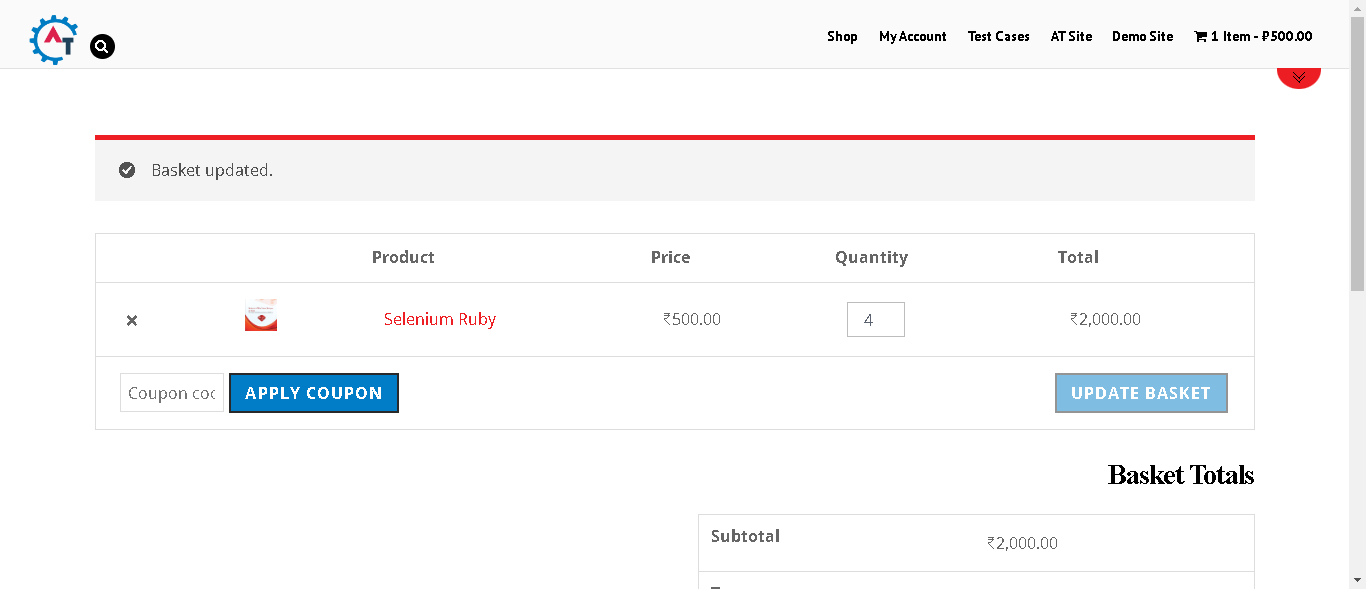 AT
Shop My Account Test Cases AT Site Demo Site 1 Item - ₽500.00
Basket updated.
Product Price Quantity Total
× Selenium Ruby ₹500.00 4 ₹2,000.00
Coupon coc APPLY COUPON UPDATE BASKET
Basket Totals
Subtotal ₹2,000.00